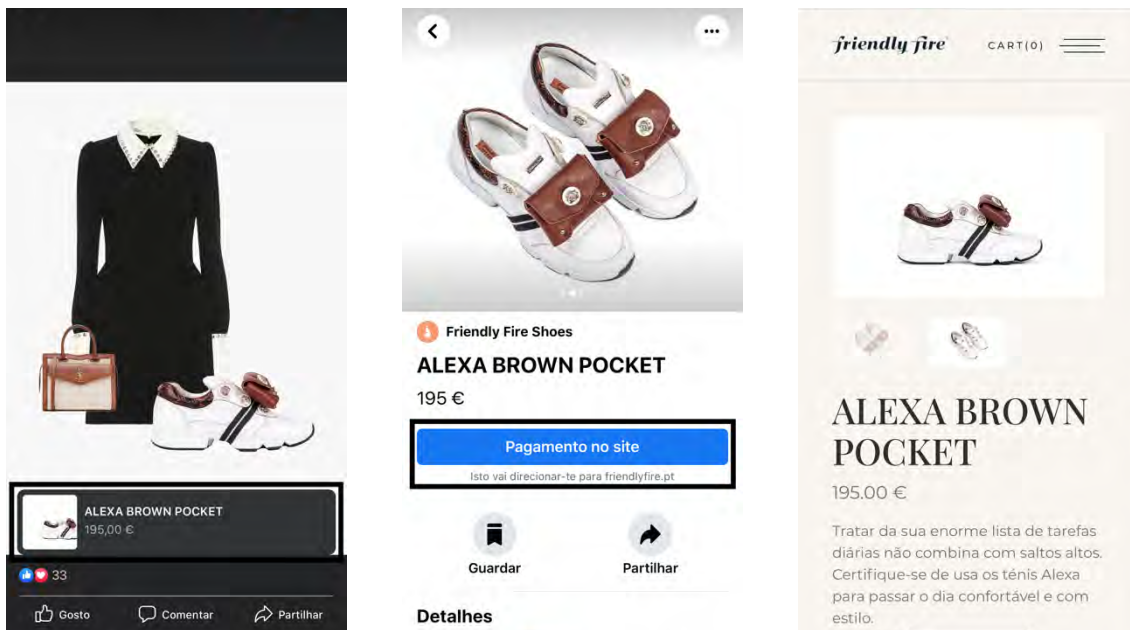 ALEXA BROWN POCKET
195,00 €
33
Gosto
Comentar
Partilhar
Friendly Fire Shoes
ALEXA BROWN POCKET
195 €
Pagamento no site
Isto vai direcionar-te para friendlyfire.pt
Guardar
Partilhar
Detalhes
friendly fire
CART(0)
ALEXA BROWN
POCKET
195.00 €
Tratar da sua enorme lista de tarefas
diárias não combina com saltos altos.
Certifique-se de usa os ténis Alexa
para passar o dia confortável e com
estilo.